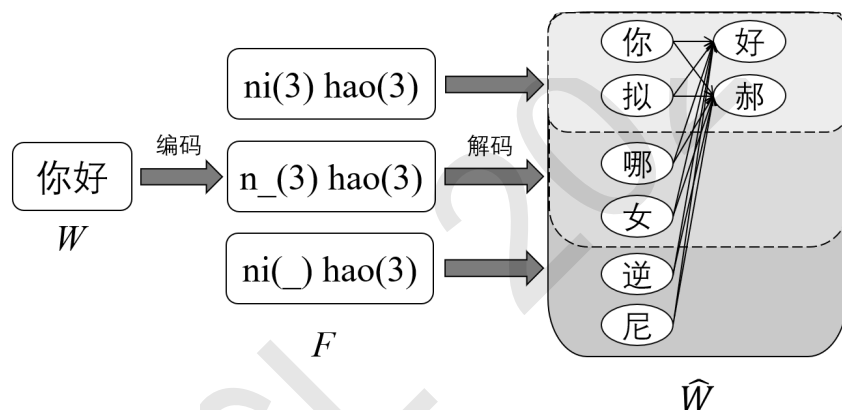 你好
W
编码
ni(3) hao(3)
n_(3) hao(3)
ni(_) hao(3)
F
解码
你 好
拟 郝
哪
女
逆
尼
Ŵ